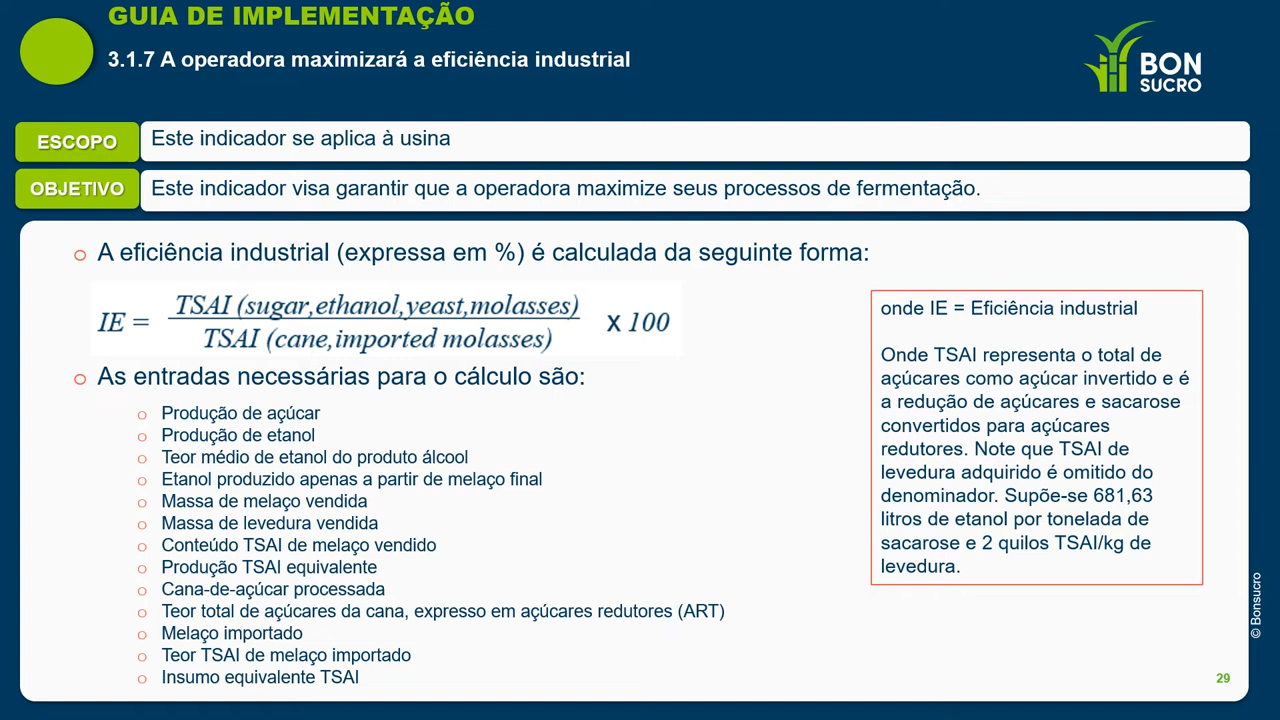 GUIA DE IMPLEMENTAÇÃO
3.1.7 A operadora maximizará a eficiência industrial
BON
SUCRO
ESCOPO
Este indicador se aplica à usina
OBJETIVO
Este indicador visa garantir que a operadora maximize seus processos de fermentação.
A eficiência industrial (expressa em %) é calculada da seguinte forma:
IE = TSAI (sugar,ethanol,yeast,molasses) / TSAI (cane,imported molasses) x 100
As entradas necessárias para o cálculo são:
Produção de açúcar
Produção de etanol
Teor médio de etanol do produto álcool
Etanol produzido apenas a partir de melaço final
Massa de melaço vendida
Massa de levedura vendida
Conteúdo TSAI de melaço vendido
Produção TSAI equivalente
Cana-de-açúcar processada
Teor total de açúcares da cana, expresso em açúcares redutores (ART)
Melaço importado
Teor TSAI de melaço importado
Insumo equivalente TSAI
onde IE = Eficiência industrial
Onde TSAI representa o total de
açúcares como açúcar invertido e é
a redução de açúcares e sacarose
convertidos para açúcares
redutores. Note que TSAI de
levedura adquirido é omitido do
denominador. Supõe-se 681,63
litros de etanol por tonelada de
sacarose e 2 quilos TSAI/kg de
levedura.
© Bonsucro
29